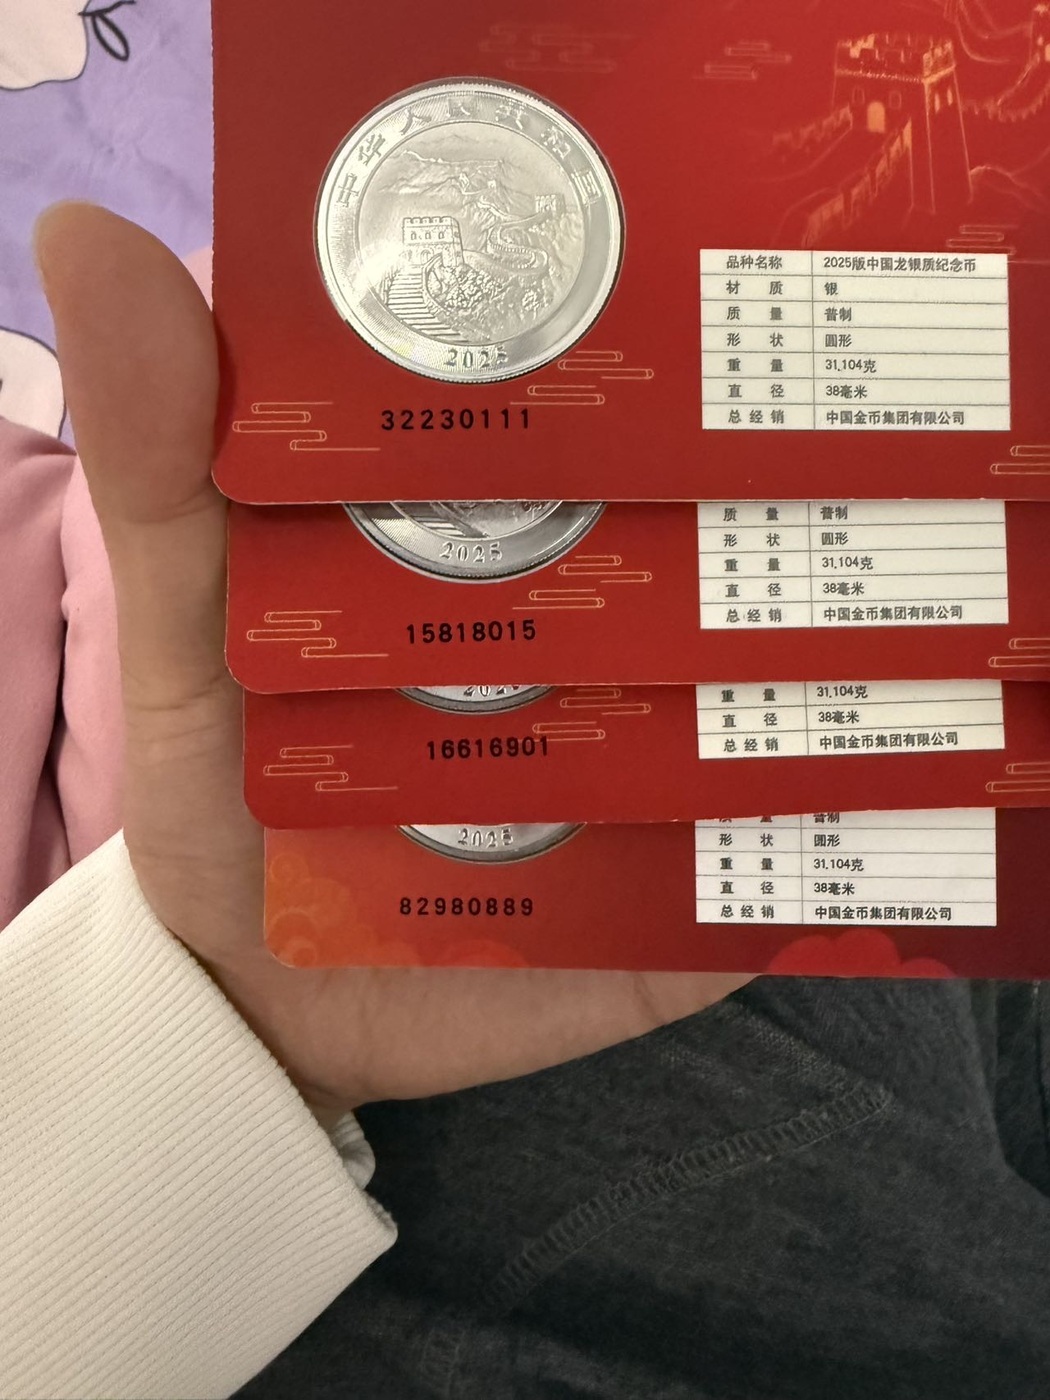 中华人民共和国
2025
32230111
品种名称 2025版中国龙银质纪念币
材 质 银
质 量 普制
形 状 圆形
重 量 31.104克
直 径 38毫米
总经销 中国金币集团有限公司
2025
15818015
质 量 普制
形 状 圆形
重 量 31.104克
直 径 38毫米
总经销 中国金币集团有限公司
2025
16616901
重 量 31.104克
直 径 38毫米
总经销 中国金币集团有限公司
2025
82980889
质 量 普制
形 状 圆形
重 量 31.104克
直 径 38毫米
总经销 中国金币集团有限公司